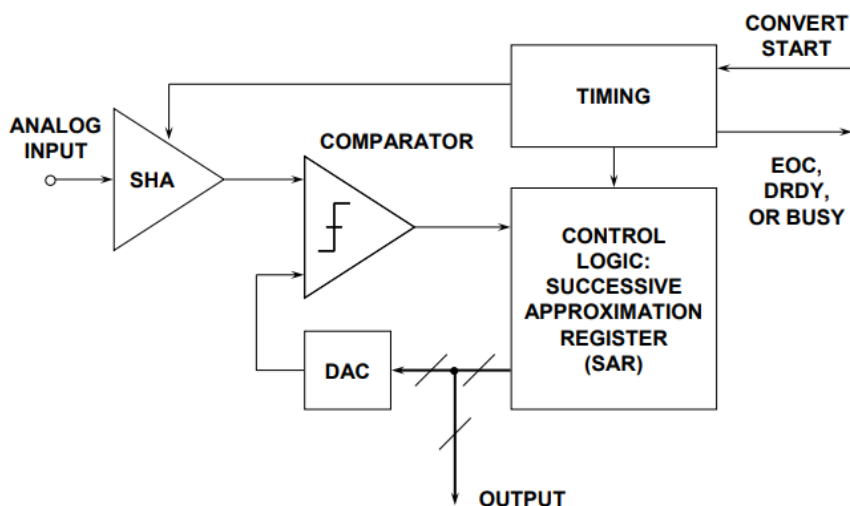 CONVERT
START
TIMING
ANALOG
INPUT
COMPARATOR
SHA
EOC,
DRDY,
OR BUSY
CONTROL
LOGIC:
SUCCESSIVE
APPROXIMATION
REGISTER
(SAR)
DAC
OUTPUT